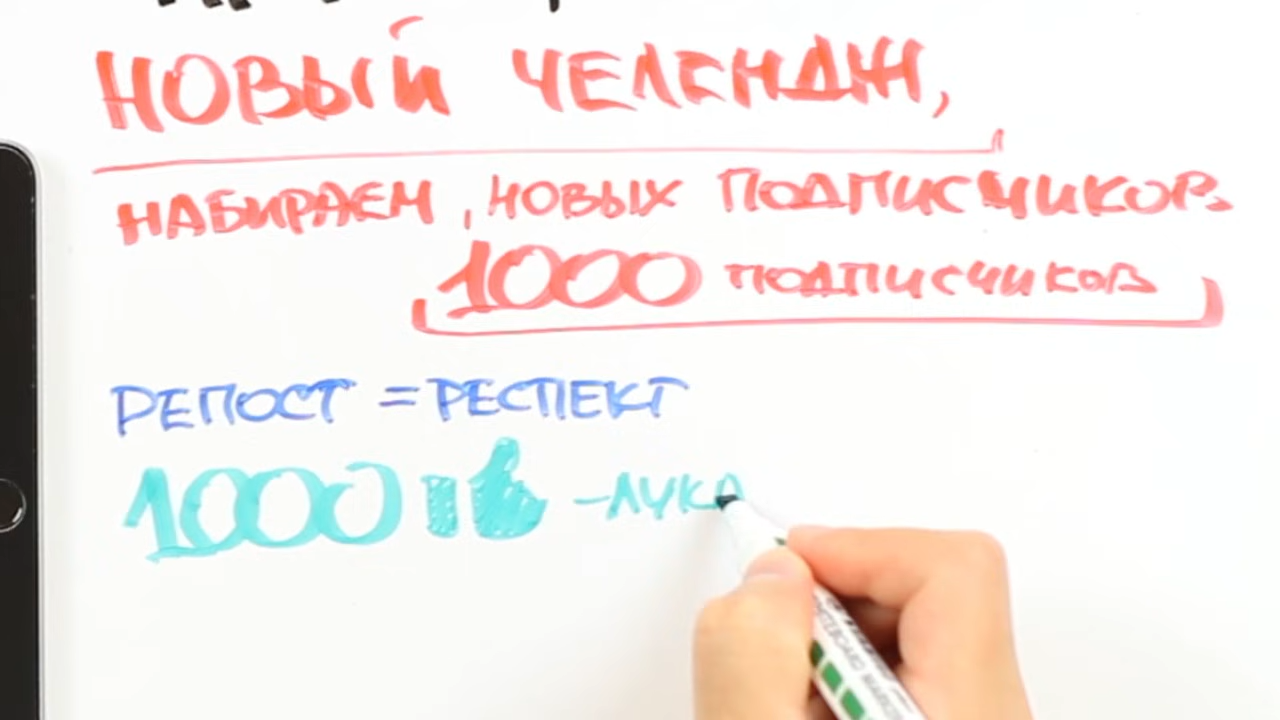 НОВЫЙ ЧЕЛЕНДЖ,
НАБИРАЕМ, НОВЫХ ПОДПИСЧИКОВ.
1000 ПОДПИСЧИКОВ
РЕПОСТ = РЕСПЕКТ
1000 - ЛУКА